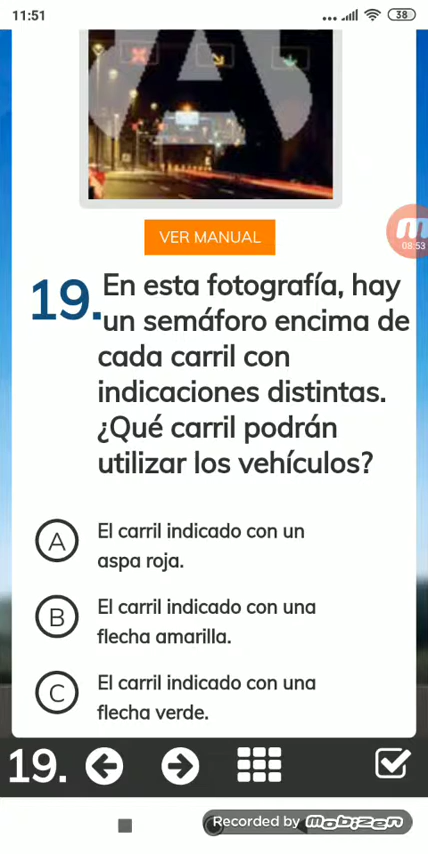 11:51
38
VER MANUAL
08:53
19. En esta fotografía, hay
un semáforo encima de
cada carril con
indicaciones distintas.
¿Qué carril podrán
utilizar los vehículos?
A El carril indicado con un
aspa roja.
B El carril indicado con una
flecha amarilla.
C El carril indicado con una
flecha verde.
19.
Recorded by mobizen